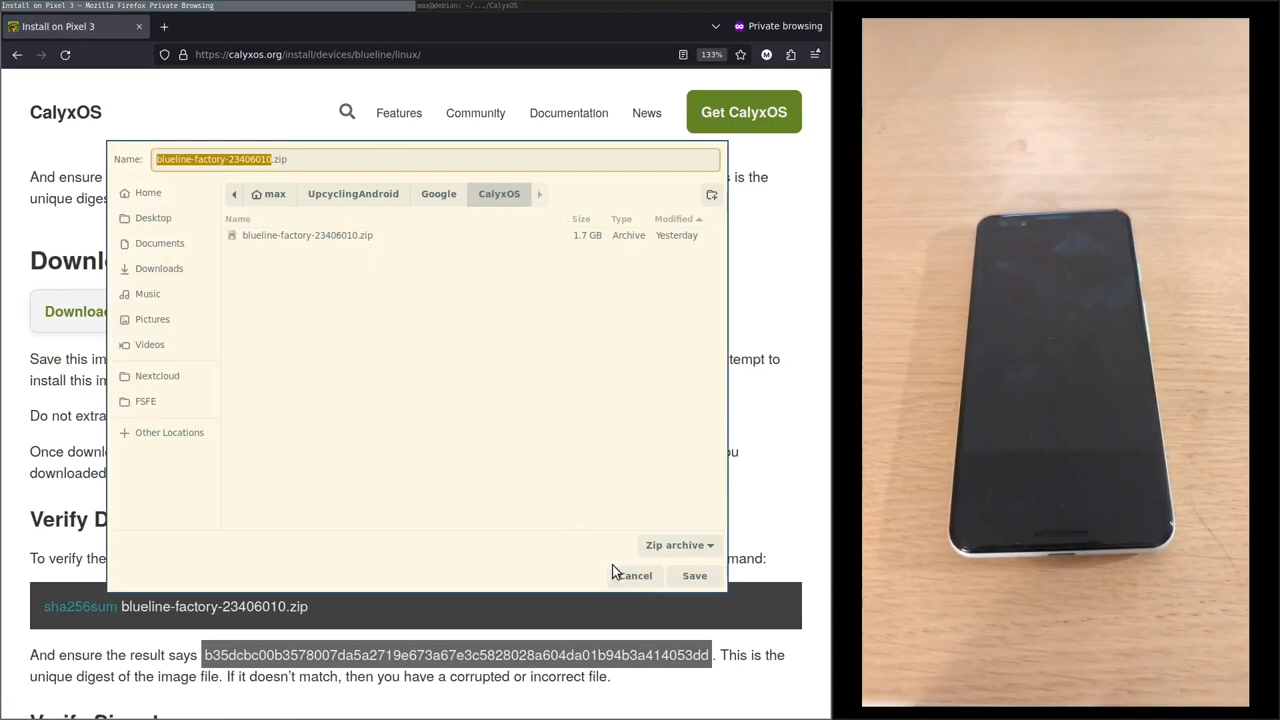 Install on Pixel 3 — Mozilla Firefox Private Browsing
max@debian: ~/.../CalyxOS
Install on Pixel 3
Private browsing
https://calyxos.org/install/devices/blueline/linux/
133%
M
CalyxOS
Features
Community
Documentation
News
Get CalyxOS
And ensure
is the
unique diges
Name:
blueline-factory-23406010.zip
Home
Desktop
Documents
Downloads
Music
Pictures
Videos
Nextcloud
FSFE
Other Locations
max
UpcyclingAndroid
Google
CalyxOS
Name
Size
Type
Modified
blueline-factory-23406010.zip
1.7 GB
Archive
Yesterday
Zip archive
Cancel
Save
Downl
Downloa
Save this im
tempt to
install this im
Do not extra
Once downl
ou
downloaded
Verify D
To verify the
mand:
sha256sum blueline-factory-23406010.zip
And ensure the result says b35dcbc00b3578007da5a2719e673a67e3c5828028a604da01b94b3a414053dd . This is the
unique digest of the image file. If it doesn’t match, then you have a corrupted or incorrect file.